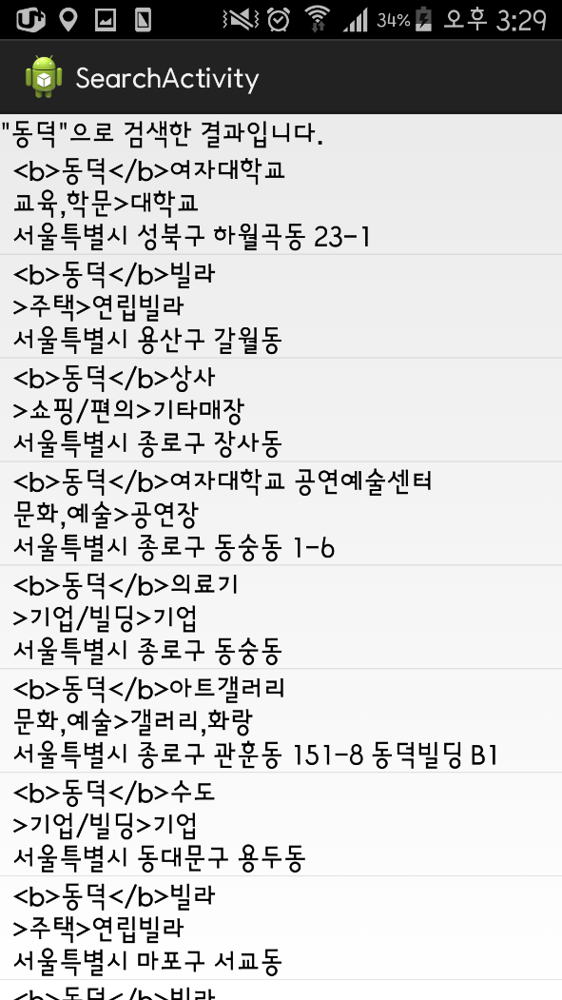 34% 오후 3:29
SearchActivity
"동덕"으로 검색한 결과입니다.
<b>동덕</b>여자대학교
교육,학문>대학교
서울특별시 성북구 하월곡동 23-1
<b>동덕</b>빌라
>주택>연립빌라
서울특별시 용산구 갈월동
<b>동덕</b>상사
>쇼핑/편의>기타매장
서울특별시 종로구 장사동
<b>동덕</b>여자대학교 공연예술센터
문화,예술>공연장
서울특별시 종로구 동숭동 1-6
<b>동덕</b>의료기
>기업/빌딩>기업
서울특별시 종로구 동숭동
<b>동덕</b>아트갤러리
문화,예술>갤러리,화랑
서울특별시 종로구 관훈동 151-8 동덕빌딩 B1
<b>동덕</b>수도
>기업/빌딩>기업
서울특별시 동대문구 용두동
<b>동덕</b>빌라
>주택>연립빌라
서울특별시 마포구 서교동
<b>동덕</b>빌라